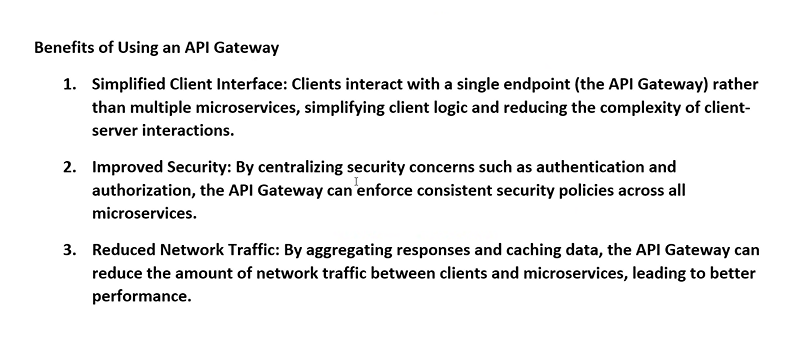 Benefits of Using an API Gateway
1. Simplified Client Interface: Clients interact with a single endpoint (the API Gateway) rather
than multiple microservices, simplifying client logic and reducing the complexity of client-
server interactions.
2. Improved Security: By centralizing security concerns such as authentication and
authorization, the API Gateway can enforce consistent security policies across all
microservices.
3. Reduced Network Traffic: By aggregating responses and caching data, the API Gateway can
reduce the amount of network traffic between clients and microservices, leading to better
performance.